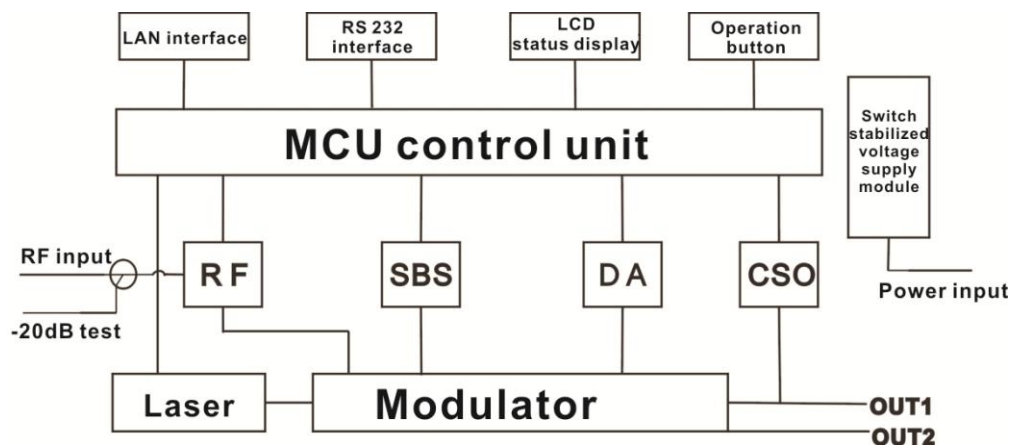 LAN interface
RS 232
interface
LCD
status display
Operation
button
Switch
stabilized
voltage
supply
module
MCU control unit
RF input
RF
SBS
DA
CSO
Power input
-20dB test
Laser
Modulator
OUT1
OUT2